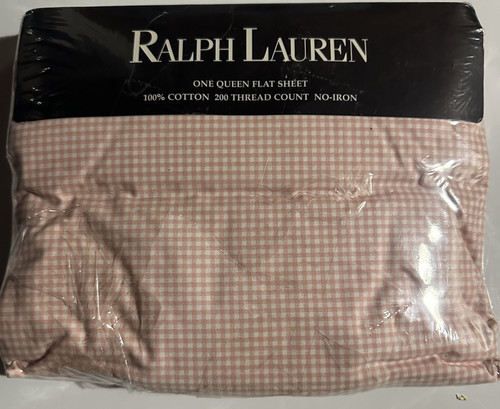 RALPH LAUREN
ONE QUEEN FLAT SHEET
100% COTTON 200 THREAD COUNT NO-IRON